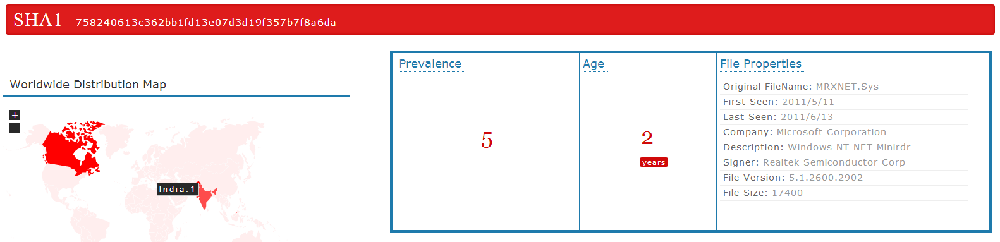 SHA1 758240613c362bb1fd13e07d3d19f357b7f8a6da
Worldwide Distribution Map
+
−
India:1
Prevalence
5
Age
2
years
File Properties
Original FileName: MRXNET.Sys
First Seen: 2011/5/11
Last Seen: 2011/6/13
Company: Microsoft Corporation
Description: Windows NT NET Minirdr
Signer: Realtek Semiconductor Corp
File Version: 5.1.2600.2902
File Size: 17400